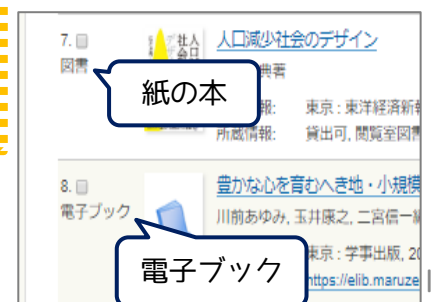 7.
人口減少社会のデザイン
図書
典著
紙の本
報: 東京 : 東洋経済新
所蔵情報: 貸出可, 閲覧室図
8.
豊かな心を育むへき地・小規模
電子ブック
川前あゆみ, 玉井康之, 二宮信一
電子ブック
東京 : 学事出版, 20
https://elib.maruze